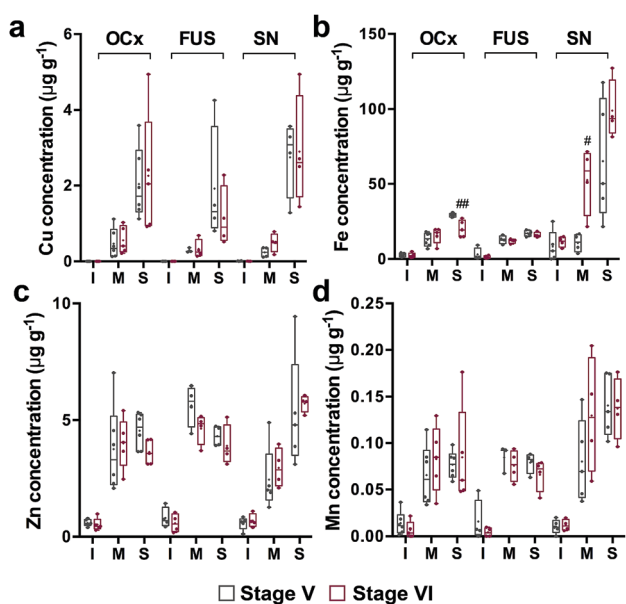 a
OCx FUS SN
Cu concentration (µg g⁻¹)
6
4
2
0
I M S I M S I M S
b
OCx FUS SN
Fe concentration (µg g⁻¹)
150
100
50
0
##
#
I M S I M S I M S
c
Zn concentration (µg g⁻¹)
10
5
0
I M S I M S I M S
d
Mn concentration (µg g⁻¹)
0.25
0.20
0.15
0.10
0.05
0.00
I M S I M S I M S
Stage V Stage VI